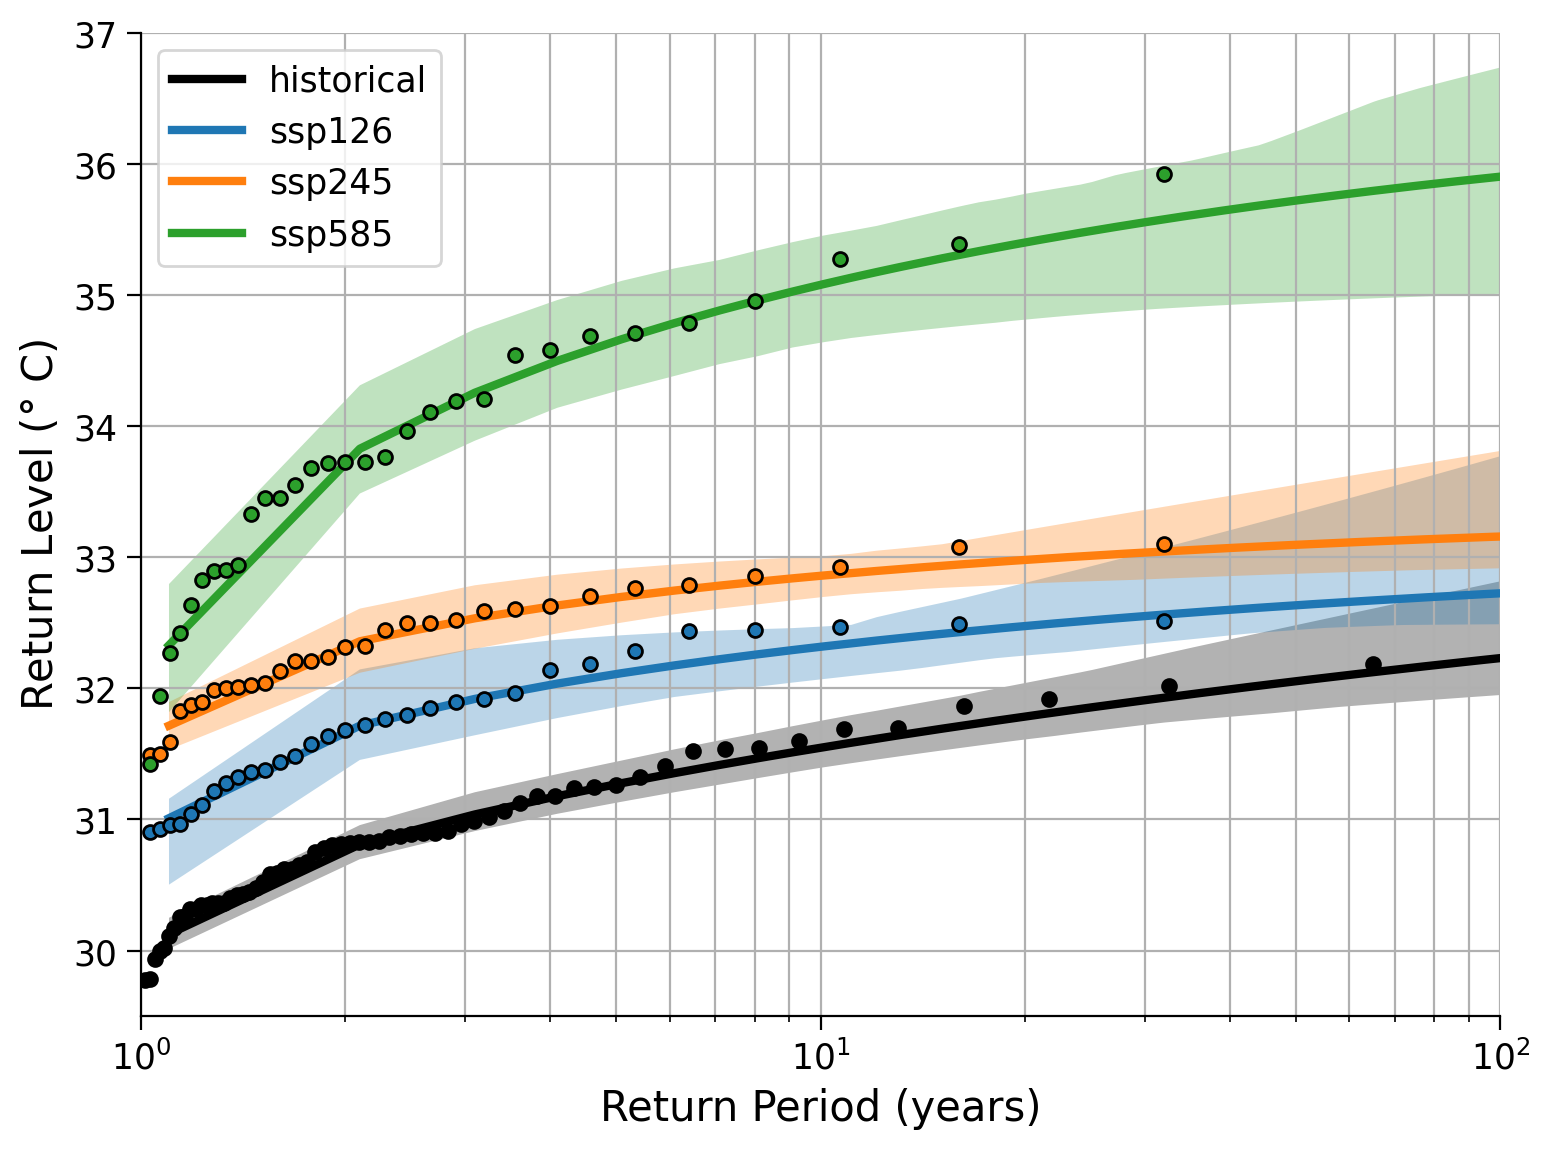 37
36
35
34
33
32
31
30
Return Level (° C)
historical
ssp126
ssp245
ssp585
10⁰
10¹
10²
Return Period (years)